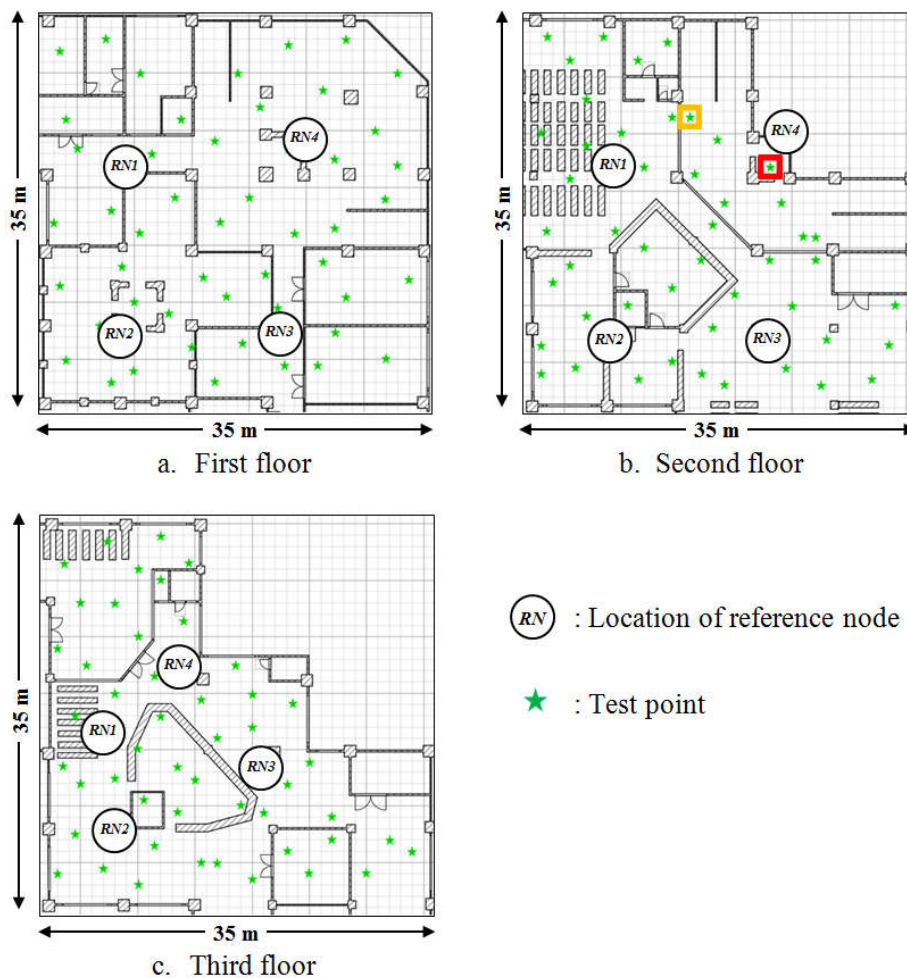 35 m
RN1
RN4
RN2
RN3
35 m
a. First floor
35 m
RN4
RN1
RN2
RN3
35 m
b. Second floor
35 m
RN4
RN1
RN3
RN2
35 m
c. Third floor
RN : Location of reference node
: Test point